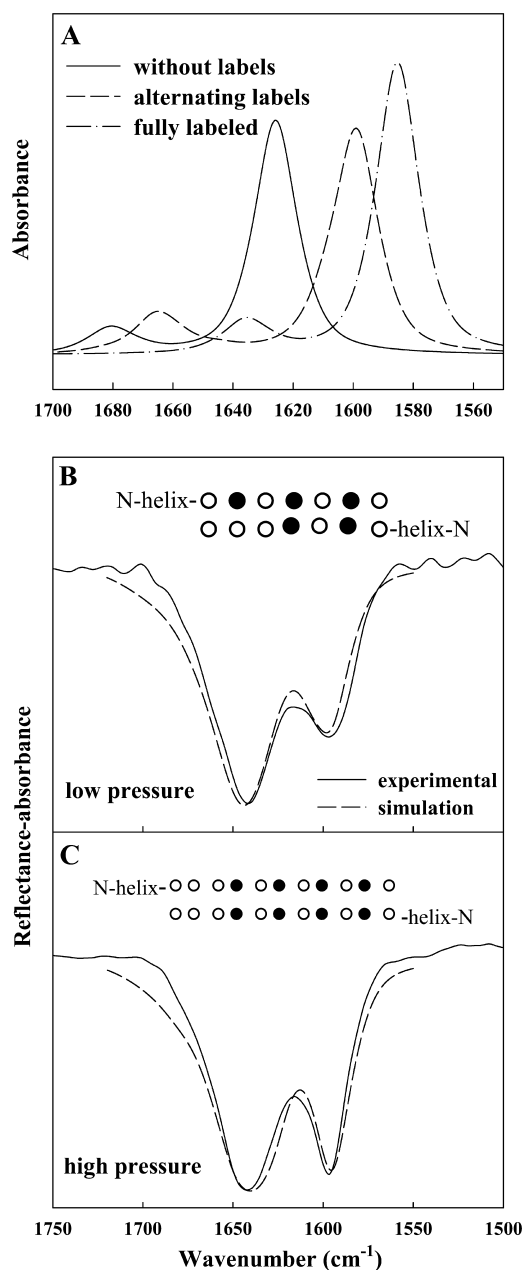 A
without labels
alternating labels
fully labeled
Absorbance
1700 1680 1660 1640 1620 1600 1580 1560
B
N-helix-
-helix-N
low pressure
experimental
simulation
Reflectance-absorbance
C
N-helix-
-helix-N
high pressure
1750 1700 1650 1600 1550 1500
Wavenumber (cm⁻¹)